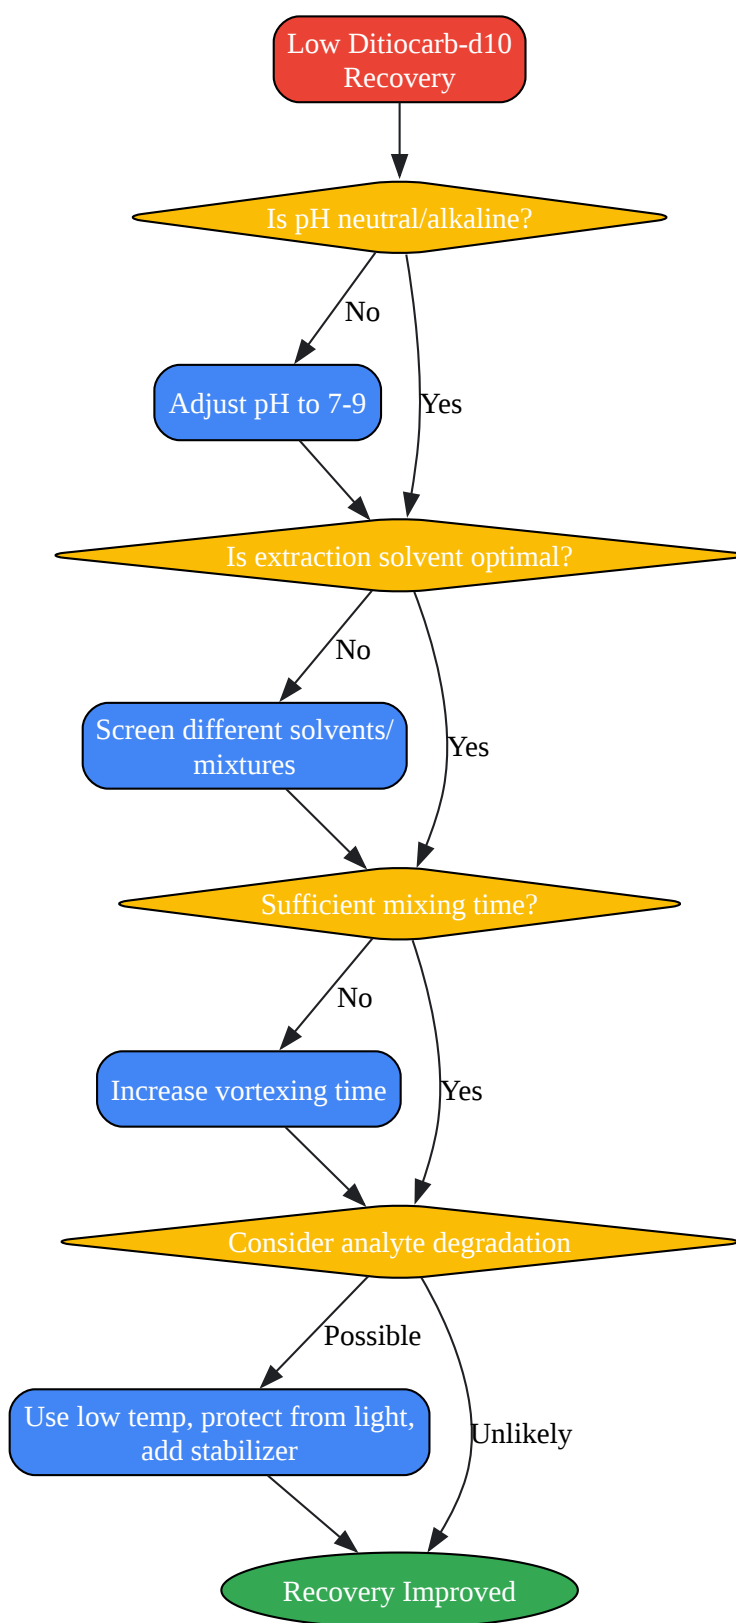 Low Ditiocarb-d10
Recovery
Is pH neutral/alkaline?
No
Adjust pH to 7-9
Yes
Is extraction solvent optimal?
No
Screen different solvents/
mixtures
Yes
Sufficient mixing time?
No
Increase vortexing time
Yes
Consider analyte degradation
Possible
Use low temp, protect from light,
add stabilizer
Unlikely
Recovery Improved